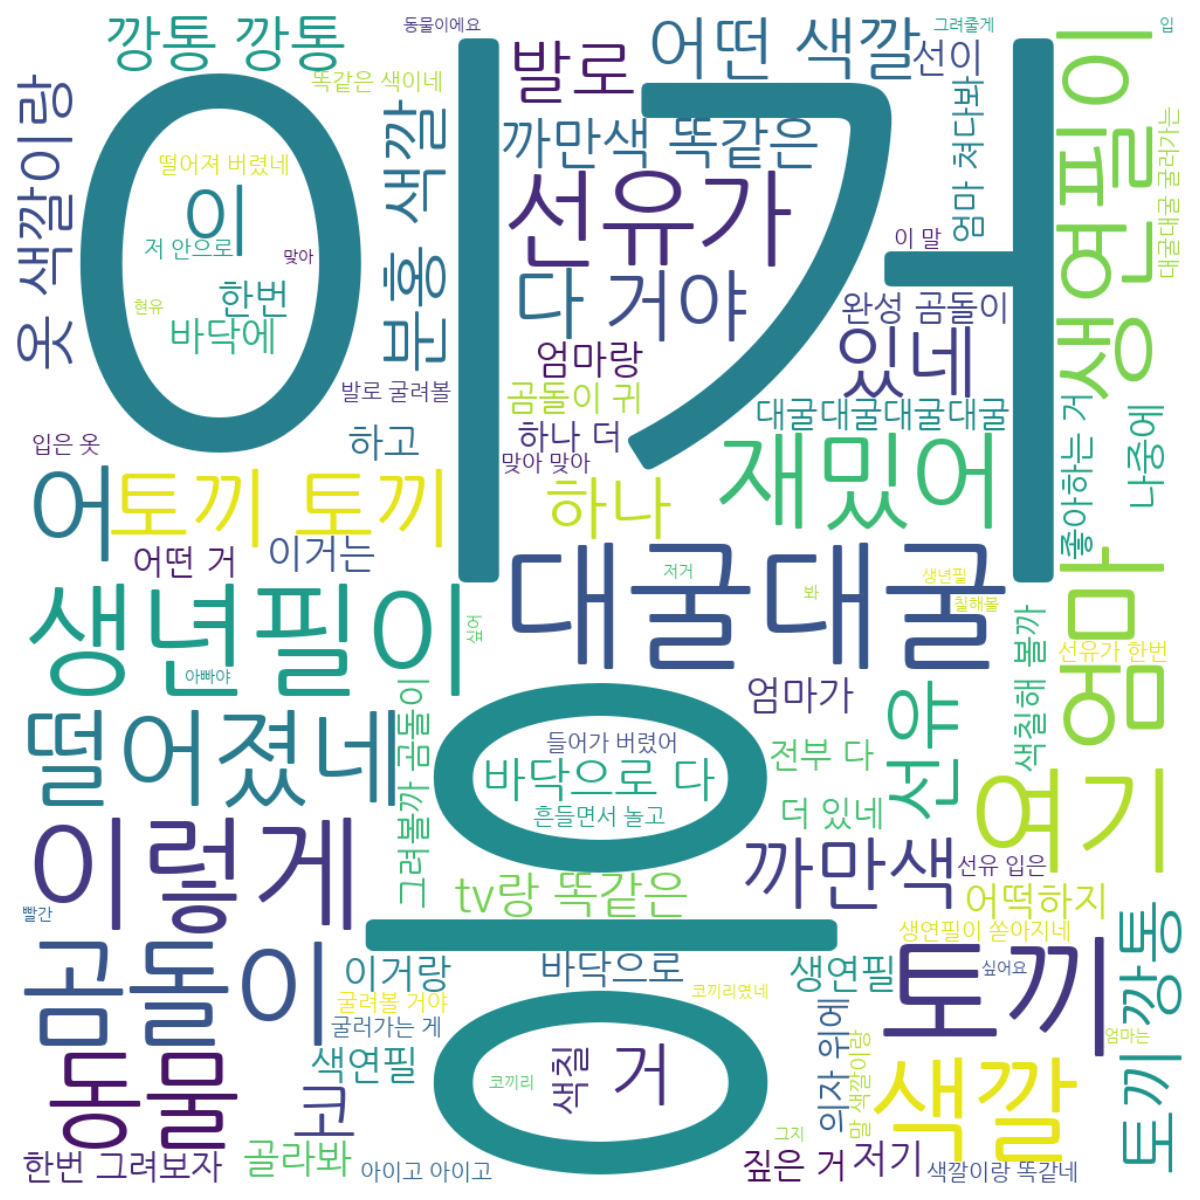 깡통 깡통
동물이에요
어떤 색깔
그려줄게
입
발로
선이
똑같은 색이네
옷 색깔이랑
분홍 색깔
까만색 똑같은
엄마 쳐다봐
생연필이
대굴대굴 굴러가는
이거
떨어져 버렸네
이
저 안으로
맞아
한번
현유
바닥에
선유가
이 말
다 거야
완성 곰돌이
있네
엄마랑
발로 굴려볼
곰돌이 귀
대굴대굴대굴대굴
입은 옷
하고
하나 더
맞아 맞아
재밌어
좋아하는 거
나중에
어
토끼 토끼
하나
어떤 거
이거는
대굴대굴
저거
봐
생년필
칠해볼
엄마
생년필이
싶어
아빠야
색칠해 볼까
선유가 한번
그려볼까 곰돌이
엄마가
선유
떨어졌네
응
들어가 버렸어
바닥으로 다
흔들면서 놀고
전부 다
더 있네
여기
이렇게
까만색
선유 입은
tv랑 똑같은
어떡하지
빨간
생연필이 쏟아지네
곰돌이
이거랑
바닥으로
생연필
토끼
싶어요
토끼 깡통
굴려볼 거야
코끼리였네
굴러가는 게
의자 위에
말 색깔이랑
엄마는
동물
색연필
코
코끼리
색칠
거
색깔
그지
한번 그려보자
골라봐
아이고 아이고
짚은 거
저기
색깔이랑 똑같네